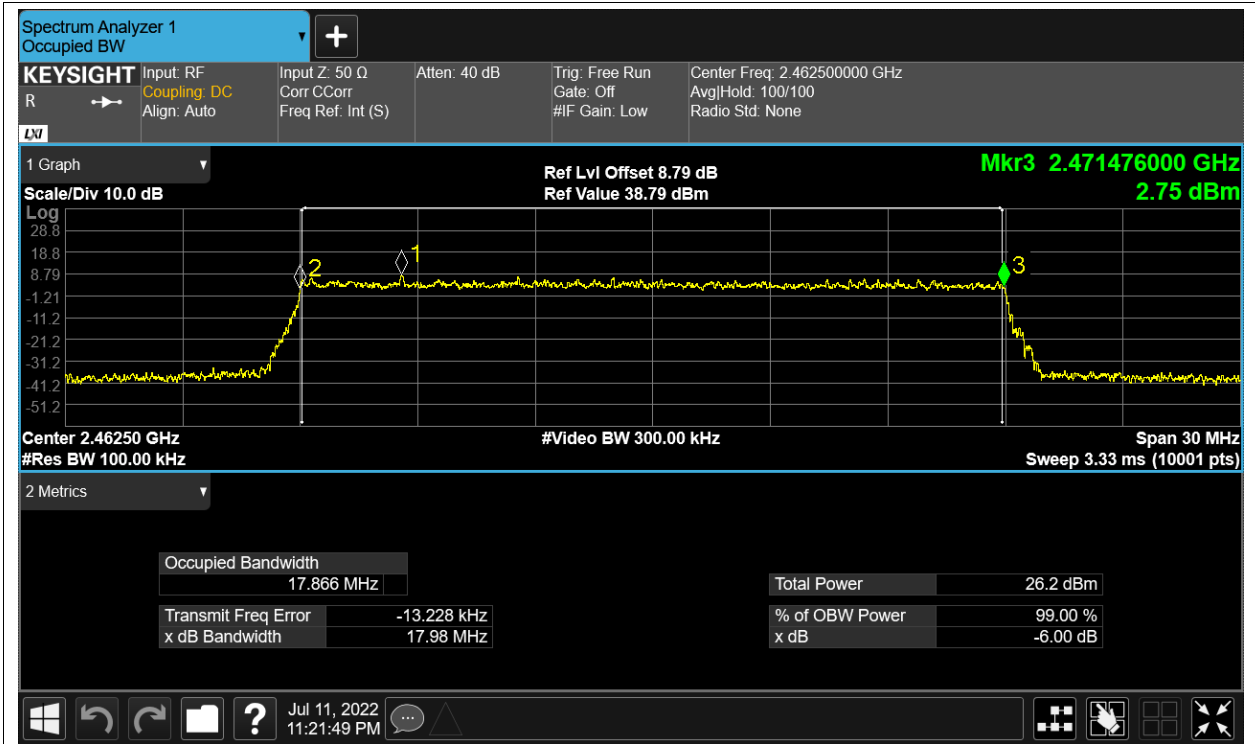 Spectrum Analyzer 1
Occupied BW
KEYSIGHT
R
LXI
Input: RF
Coupling: DC
Align: Auto
Input Z: 50 Ω
Corr CCorr
Freq Ref: Int (S)
Atten: 40 dB
Trig: Free Run
Gate: Off
#IF Gain: Low
Center Freq: 2.462500000 GHz
Avg|Hold: 100/100
Radio Std: None
1 Graph
Scale/Div 10.0 dB
Ref Lvl Offset 8.79 dB
Ref Value 38.79 dBm
Mkr3 2.471476000 GHz
2.75 dBm
Log
28.8
18.8
8.79
-1.21
-11.2
-21.2
-31.2
-41.2
-51.2
2
1
3
Center 2.46250 GHz
#Video BW 300.00 kHz
Span 30 MHz
#Res BW 100.00 kHz
Sweep 3.33 ms (10001 pts)
2 Metrics
Occupied Bandwidth
17.866 MHz
Transmit Freq Error -13.228 kHz
x dB Bandwidth 17.98 MHz
Total Power 26.2 dBm
% of OBW Power 99.00 %
x dB -6.00 dB
?
Jul 11, 2022
11:21:49 PM